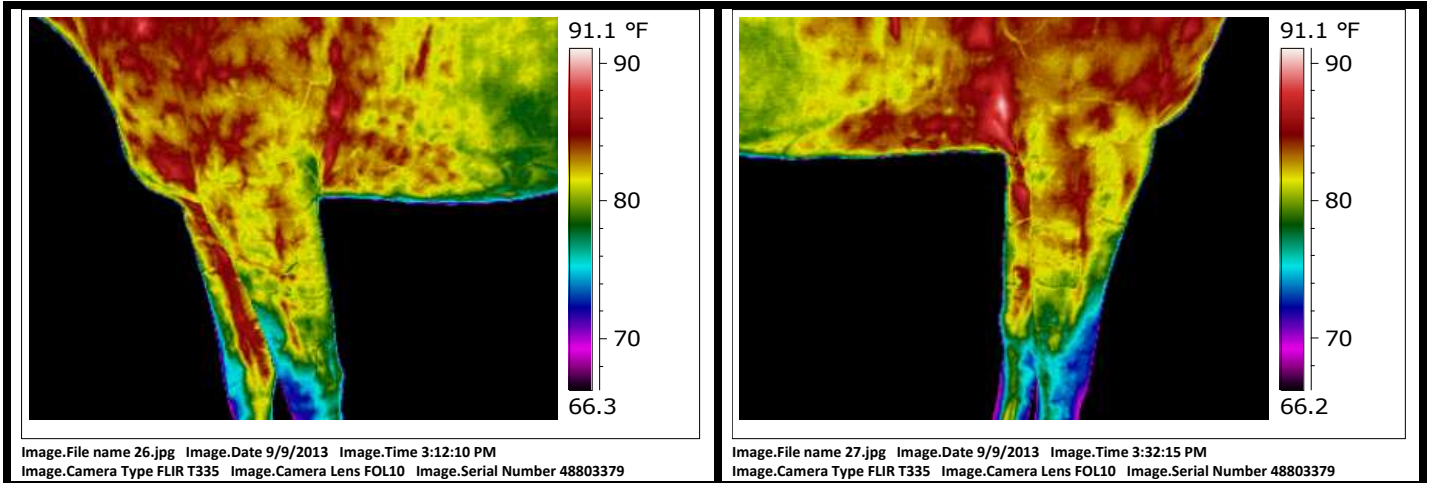 91.1 °F
90
80
70
66.3
Image.File name 26.jpg Image.Date 9/9/2013 Image.Time 3:12:10 PM
Image.Camera Type FLIR T335 Image.Camera Lens FOL10 Image.Serial Number 48803379
91.1 °F
90
80
70
66.2
Image.File name 27.jpg Image.Date 9/9/2013 Image.Time 3:32:15 PM
Image.Camera Type FLIR T335 Image.Camera Lens FOL10 Image.Serial Number 48803379